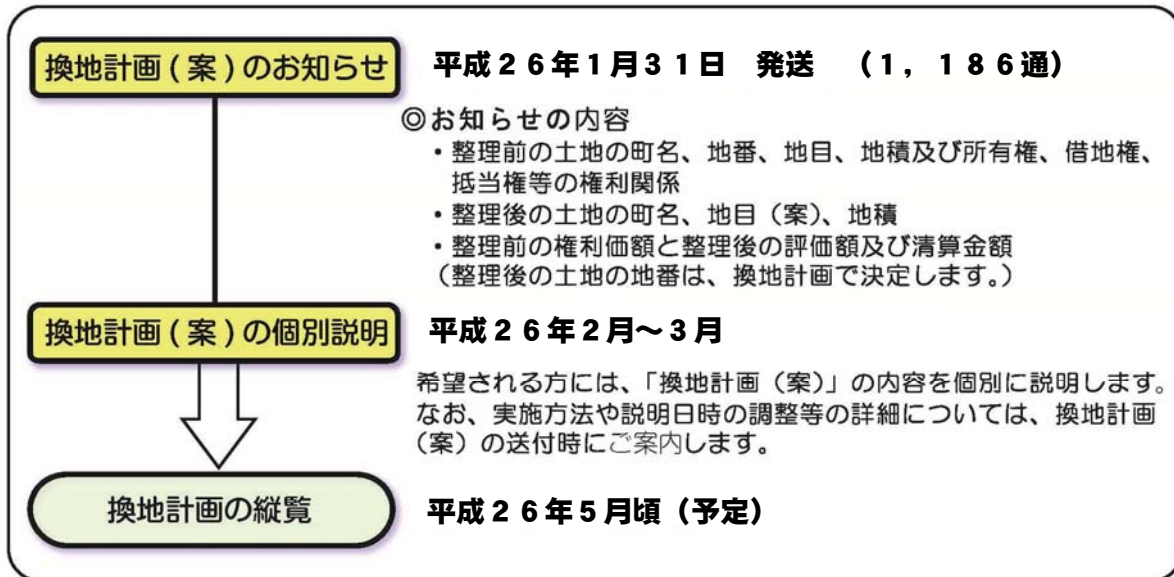 換地計画(案)のお知らせ
平成26年1月31日 発送 (1,186通)
◎お知らせの内容
・整理前の土地の町名、地番、地目、地積及び所有権、借地権、
抵当権等の権利関係
・整理後の土地の町名、地目(案)、地積
・整理前の権利価額と整理後の評価額及び清算金額
(整理後の土地の地番は、換地計画で決定します。)
換地計画(案)の個別説明
平成26年2月~3月
希望される方には、「換地計画(案)」の内容を個別に説明します。
なお、実施方法や説明日時の調整等の詳細については、換地計画
(案)の送付時にご案内します。
換地計画の縦覧
平成26年5月頃(予定)